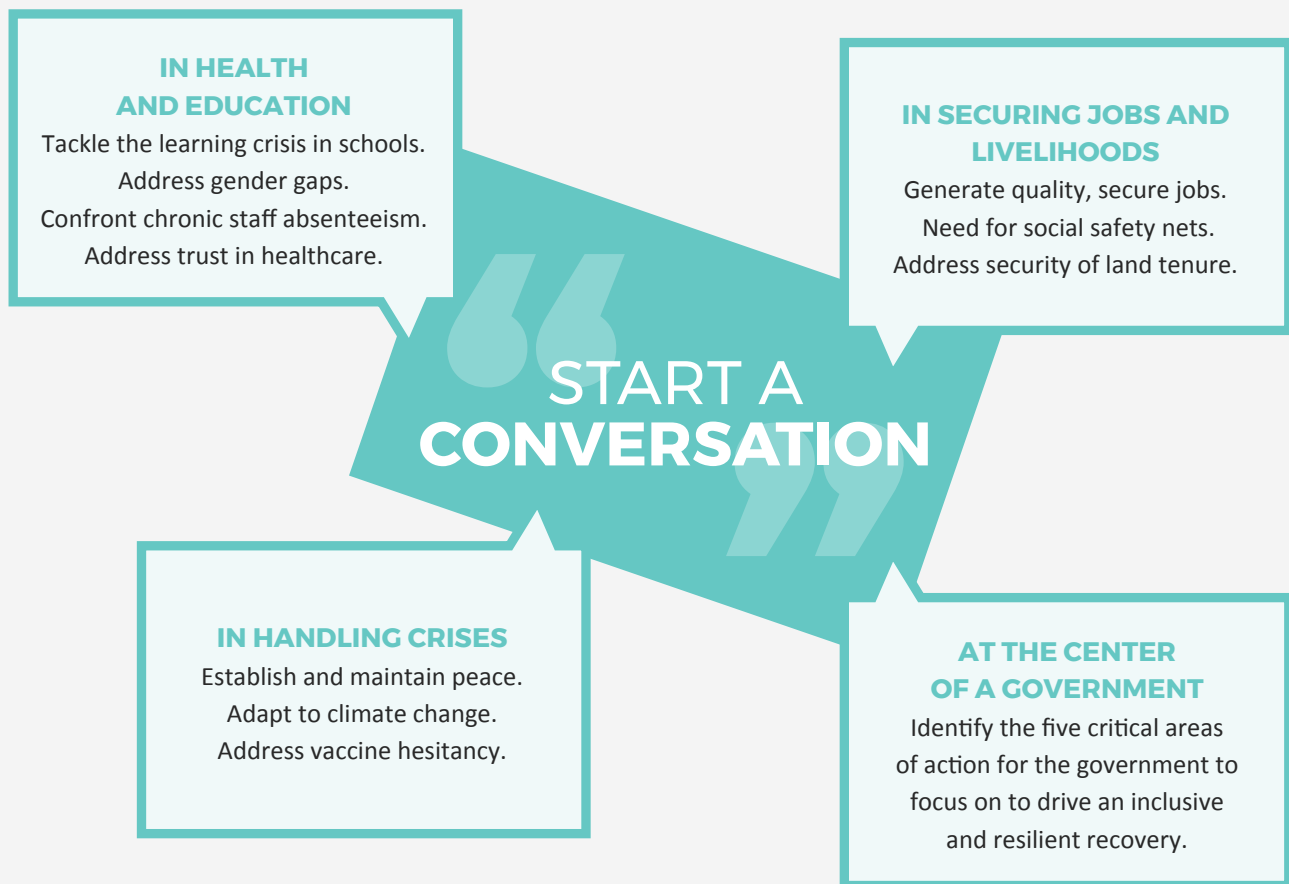 IN HEALTH
AND EDUCATION
Tackle the learning crisis in schools.
Address gender gaps.
Confront chronic staff absenteeism.
Address trust in healthcare.
IN SECURING JOBS AND
LIVELIHOODS
Generate quality, secure jobs.
Need for social safety nets.
Address security of land tenure.
START A
CONVERSATION
IN HANDLING CRISES
Establish and maintain peace.
Adapt to climate change.
Address vaccine hesitancy.
AT THE CENTER
OF A GOVERNMENT
Identify the five critical areas
of action for the government to
focus on to drive an inclusive
and resilient recovery.